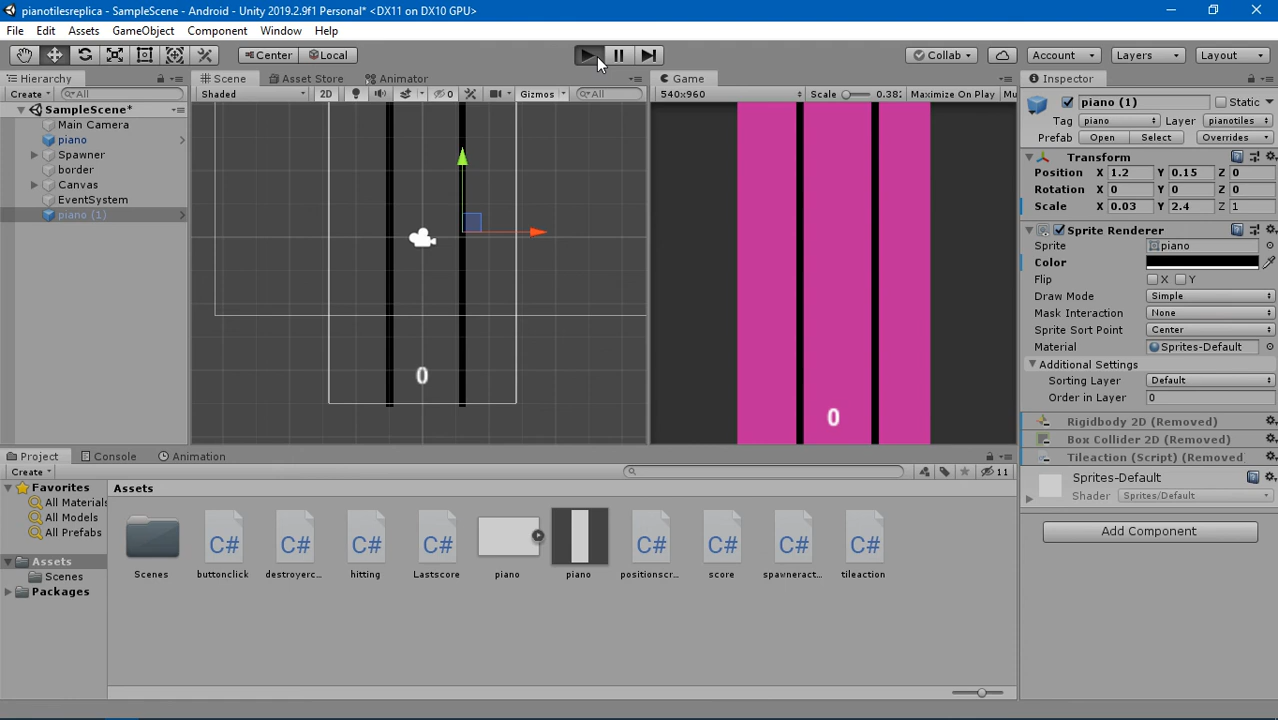 pianotilesreplica - SampleScene - Android - Unity 2019.2.9f1 Personal* <DX11 on DX10 GPU>
File Edit Assets GameObject Component Window Help
Center Local Collab Account Layers Layout
Hierarchy Scene Asset Store Animator Game Inspector
Create All Shaded 2D 0 Gizmos All 540x960 Scale 0.38: Maximize On Play Mu
piano (1) Static
Tag piano Layer pianotiles
Prefab Open Select Overrides
SampleScene*
Main Camera
piano
Spawner
border
Canvas
EventSystem
piano (1)
0
0
Transform
Position X 1.2 Y 0.15 Z 0
Rotation X 0 Y 0 Z 0
Scale X 0.03 Y 2.4 Z 1
Sprite Renderer
Sprite piano
Color
Flip X Y
Draw Mode Simple
Mask Interaction None
Sprite Sort Point Center
Material Sprites-Default
Additional Settings
Sorting Layer Default
Order in Layer 0
Rigidbody 2D (Removed)
Box Collider 2D (Removed)
Tileaction (Script) (Removed
Sprites-Default
Shader Sprites/Default
Add Component
Project Console Animation
Create 11
Favorites
All Materials
All Models
All Prefabs
Assets
Scenes
Packages
Assets
C# C# C# C# C# C# C# C#
Scenes buttonclick destroyerc... hitting Lastscore piano piano positionscr... score spawneract... tileaction